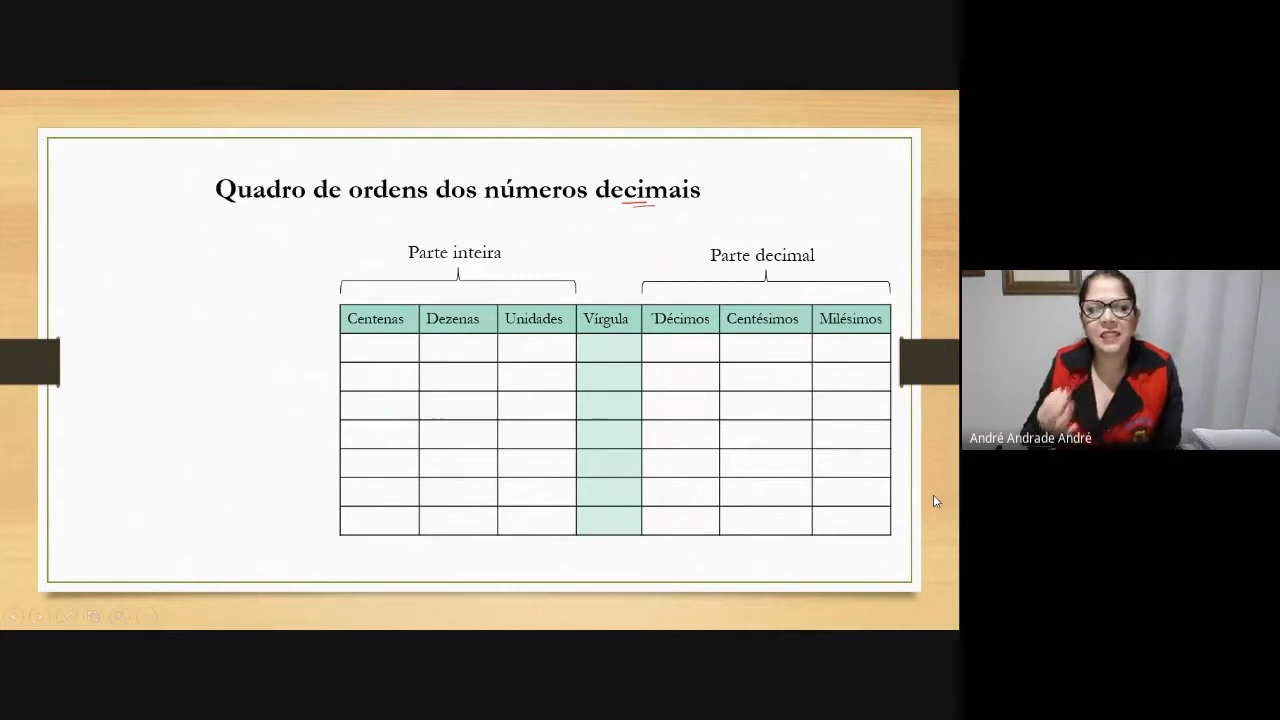 Quadro de ordens dos números decimais
Parte inteira
Parte decimal
Centenas Dezenas Unidades Vírgula Décimos Centésimos Milésimos
André Andrade André